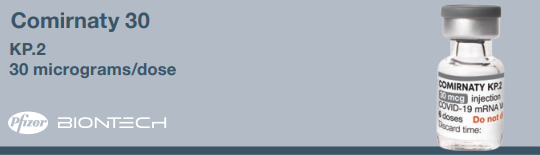 Comirnaty 30
KP.2
30 micrograms/dose
Pfizer BIONTECH
COMIRNATY KP.2
30 mcg injection
COVID-19 mRNA
6 doses Do not
Discard time: